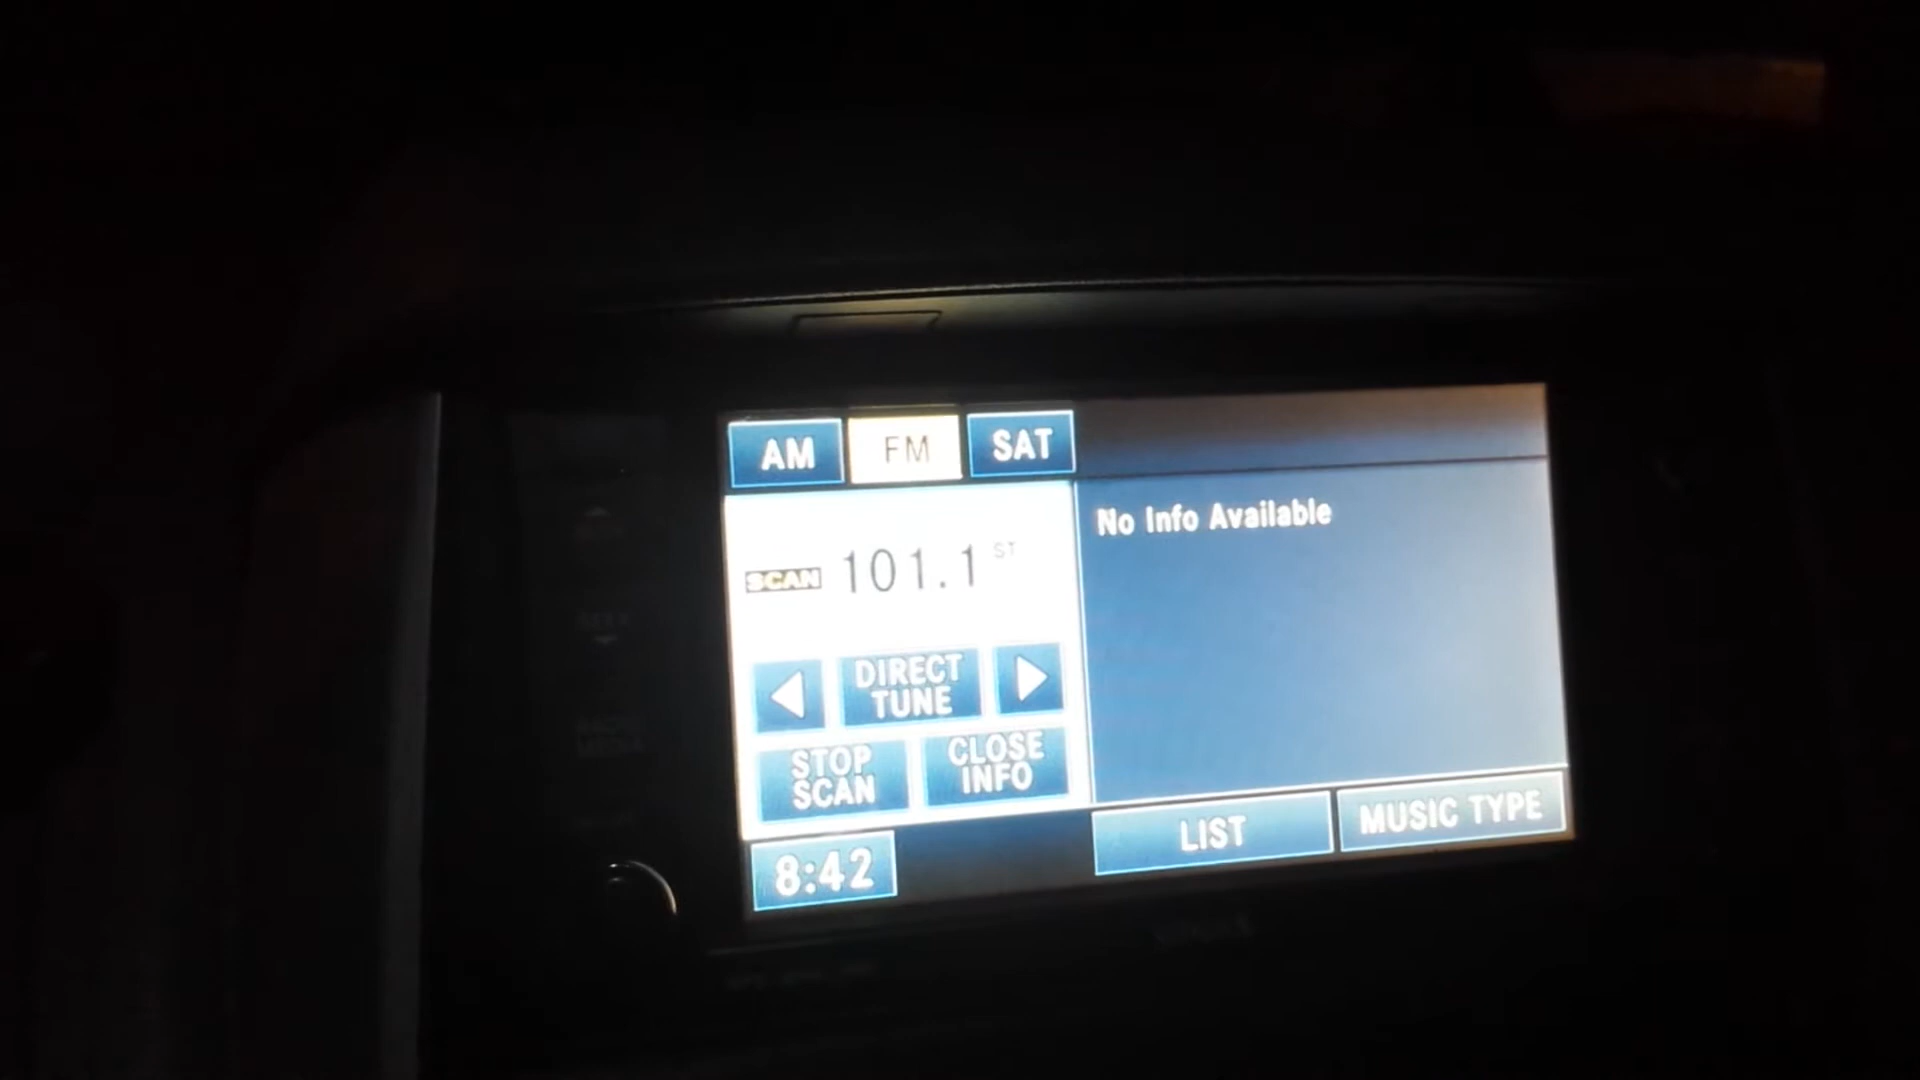 AM FM SAT
No Info Available
SCAN 101.1 ST
DIRECT
TUNE
STOP
SCAN
CLOSE
INFO
8:42
LIST
MUSIC TYPE